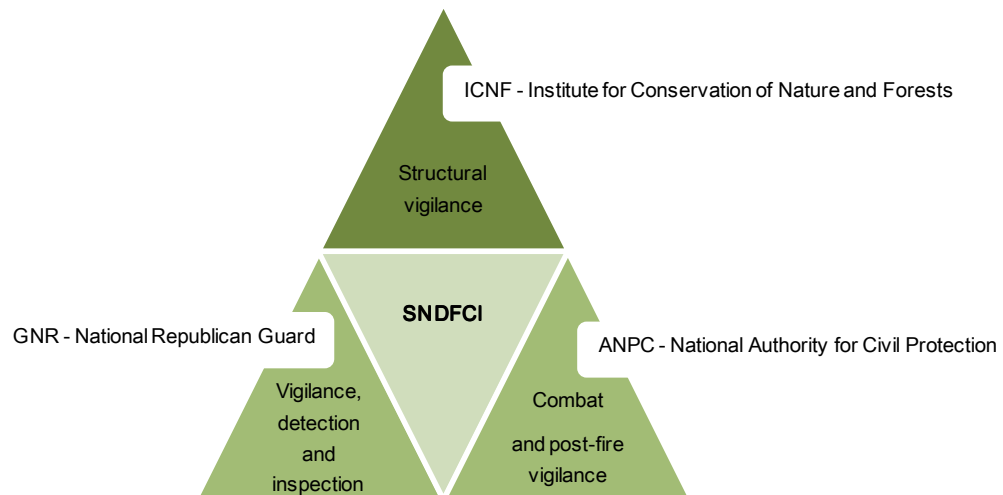 ICNF - Institute for Conservation of Nature and Forests
Structural
vigilance
SNDFCI
GNR - National Republican Guard
ANPC - National Authority for Civil Protection
Vigilance,
detection
and
inspection
Combat
and post-fire
vigilance